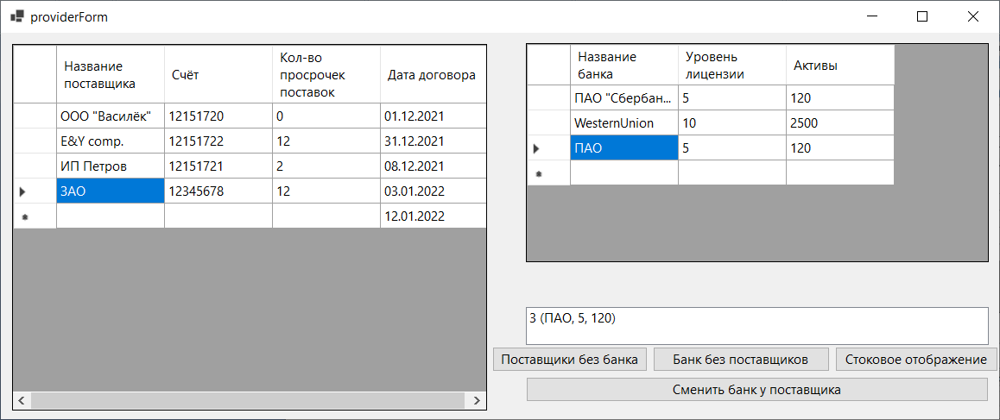 providerForm
Название поставщика
Счёт
Кол-во просрочек поставок
Дата договора
ООО "Василёк" 12151720 0 01.12.2021
E&Y comp. 12151722 12 31.12.2021
ИП Петров 12151721 2 08.12.2021
ЗАО 12345678 12 03.01.2022
12.01.2022
Название банка
Уровень лицензии
Активы
ПАО "Сбербан... 5 120
WesternUnion 10 2500
ПАО 5 120
3 (ПАО, 5, 120)
Поставщики без банка
Банк без поставщиков
Стоковое отображение
Сменить банк у поставщика